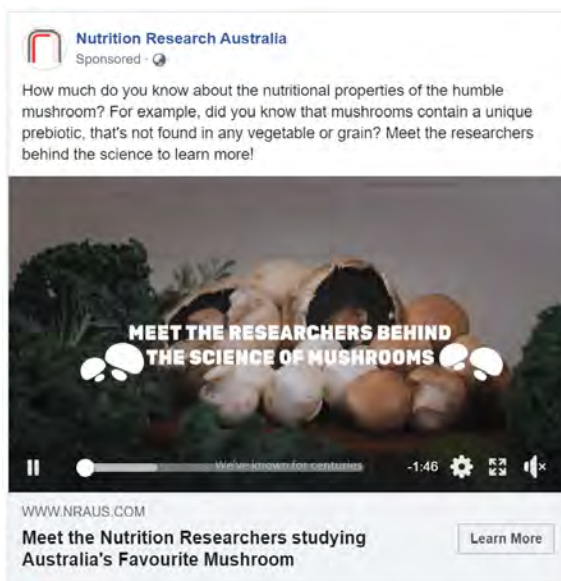 Nutrition Research Australia
Sponsored ·
How much do you know about the nutritional properties of the humble
mushroom? For example, did you know that mushrooms contain a unique
prebiotic, that's not found in any vegetable or grain? Meet the researchers
behind the science to learn more!
MEET THE RESEARCHERS BEHIND
THE SCIENCE OF MUSHROOMS
We've known for centuries
-1:46
WWW.NRAUS.COM
Meet the Nutrition Researchers studying
Australia's Favourite Mushroom
Learn More